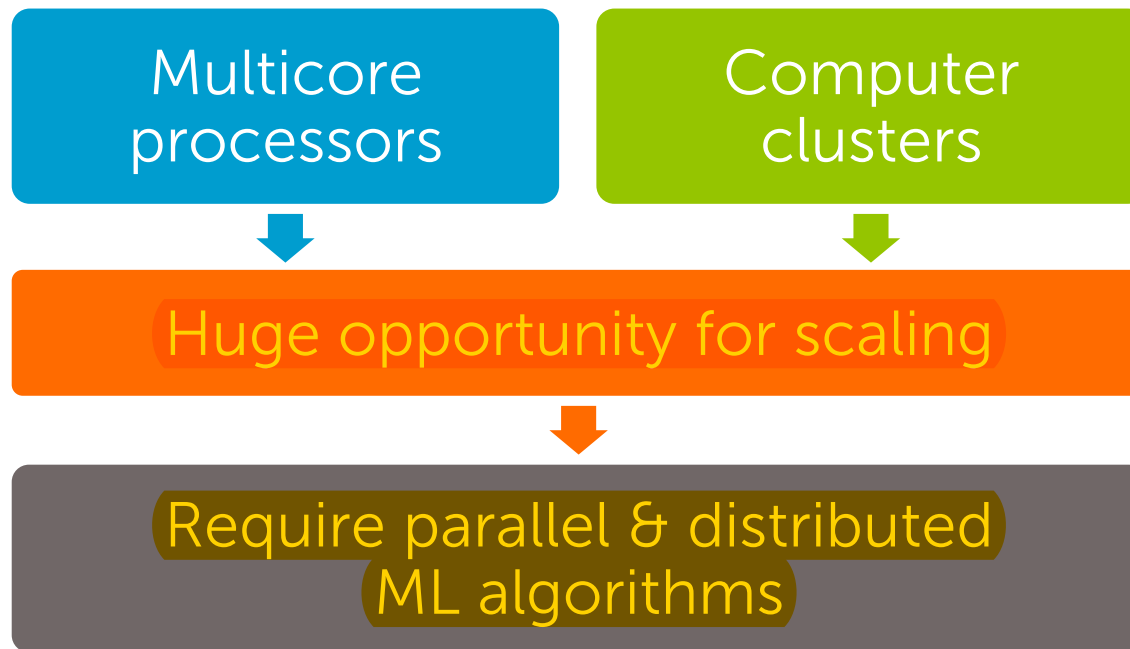 Multicore
processors
Computer
clusters
Huge opportunity for scaling
Require parallel & distributed
ML algorithms